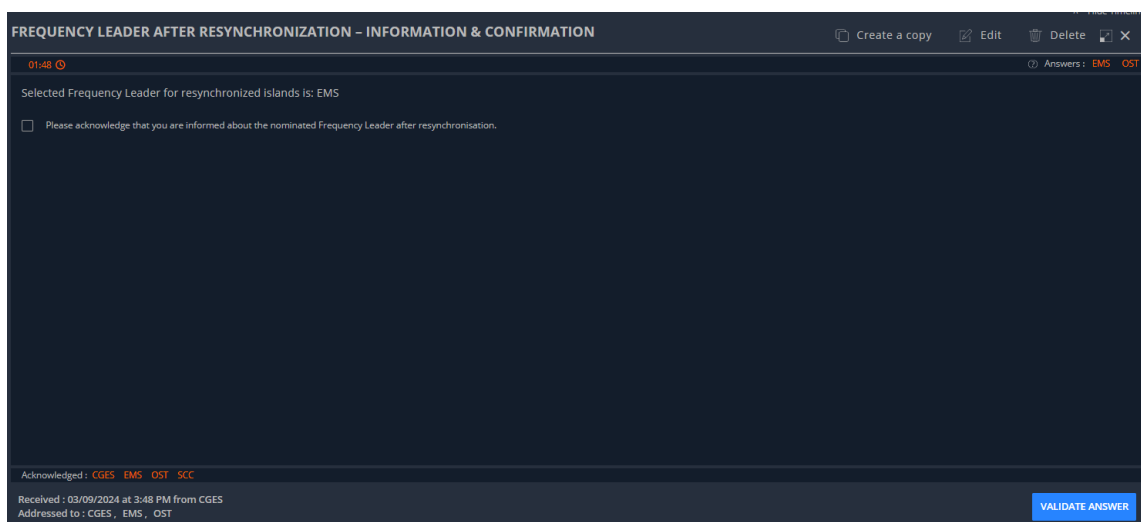 FREQUENCY LEADER AFTER RESYNCHRONIZATION – INFORMATION & CONFIRMATION
Create a copy Edit Delete
01:48 Answers : EMS OST
Selected Frequency Leader for resynchronized islands is: EMS
Please acknowledge that you are informed about the nominated Frequency Leader after resynchronisation.
Acknowledged : CGES EMS OST SCC
Received : 03/09/2024 at 3:48 PM from CGES
Addressed to : CGES , EMS , OST
VALIDATE ANSWER